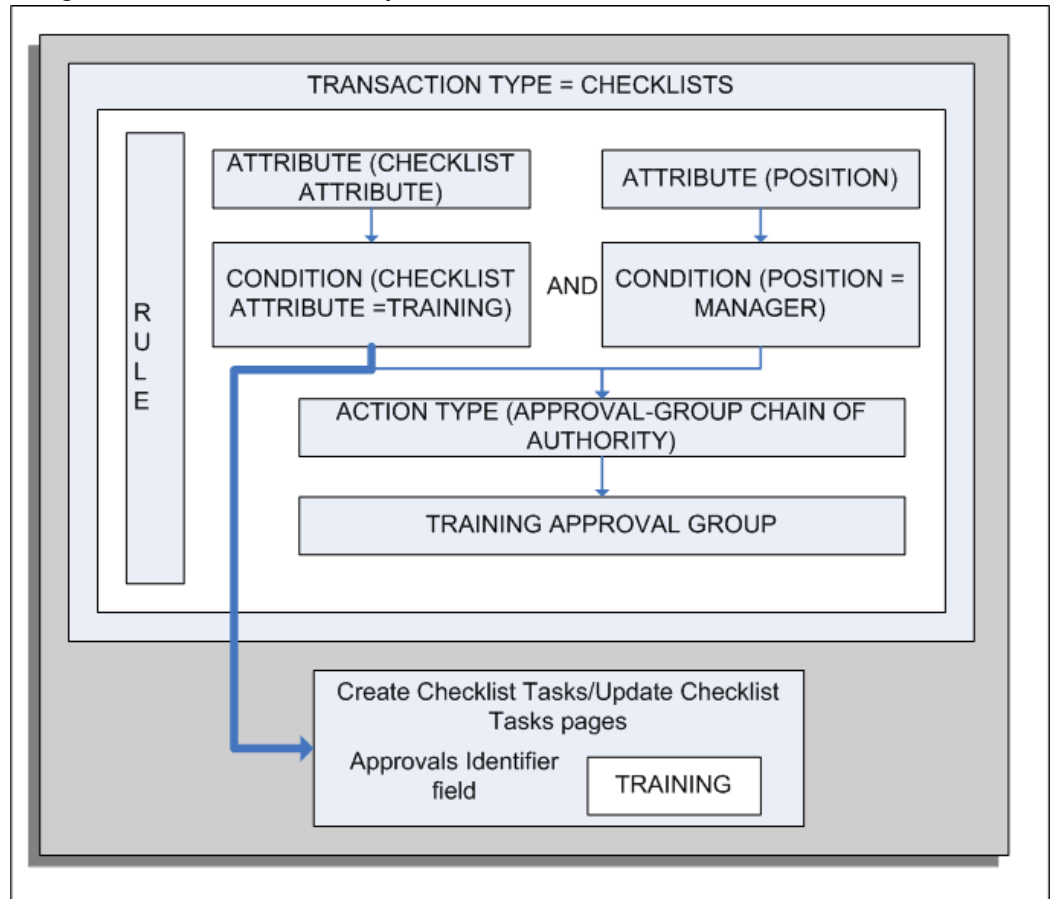 TRANSACTION TYPE = CHECKLISTS
R
U
L
E
ATTRIBUTE (CHECKLIST
ATTRIBUTE)
ATTRIBUTE (POSITION)
CONDITION (CHECKLIST
ATTRIBUTE =TRAINING)
AND
CONDITION (POSITION =
MANAGER)
ACTION TYPE (APPROVAL-GROUP CHAIN OF
AUTHORITY)
TRAINING APPROVAL GROUP
Create Checklist Tasks/Update Checklist
Tasks pages
Approvals Identifier
field
TRAINING